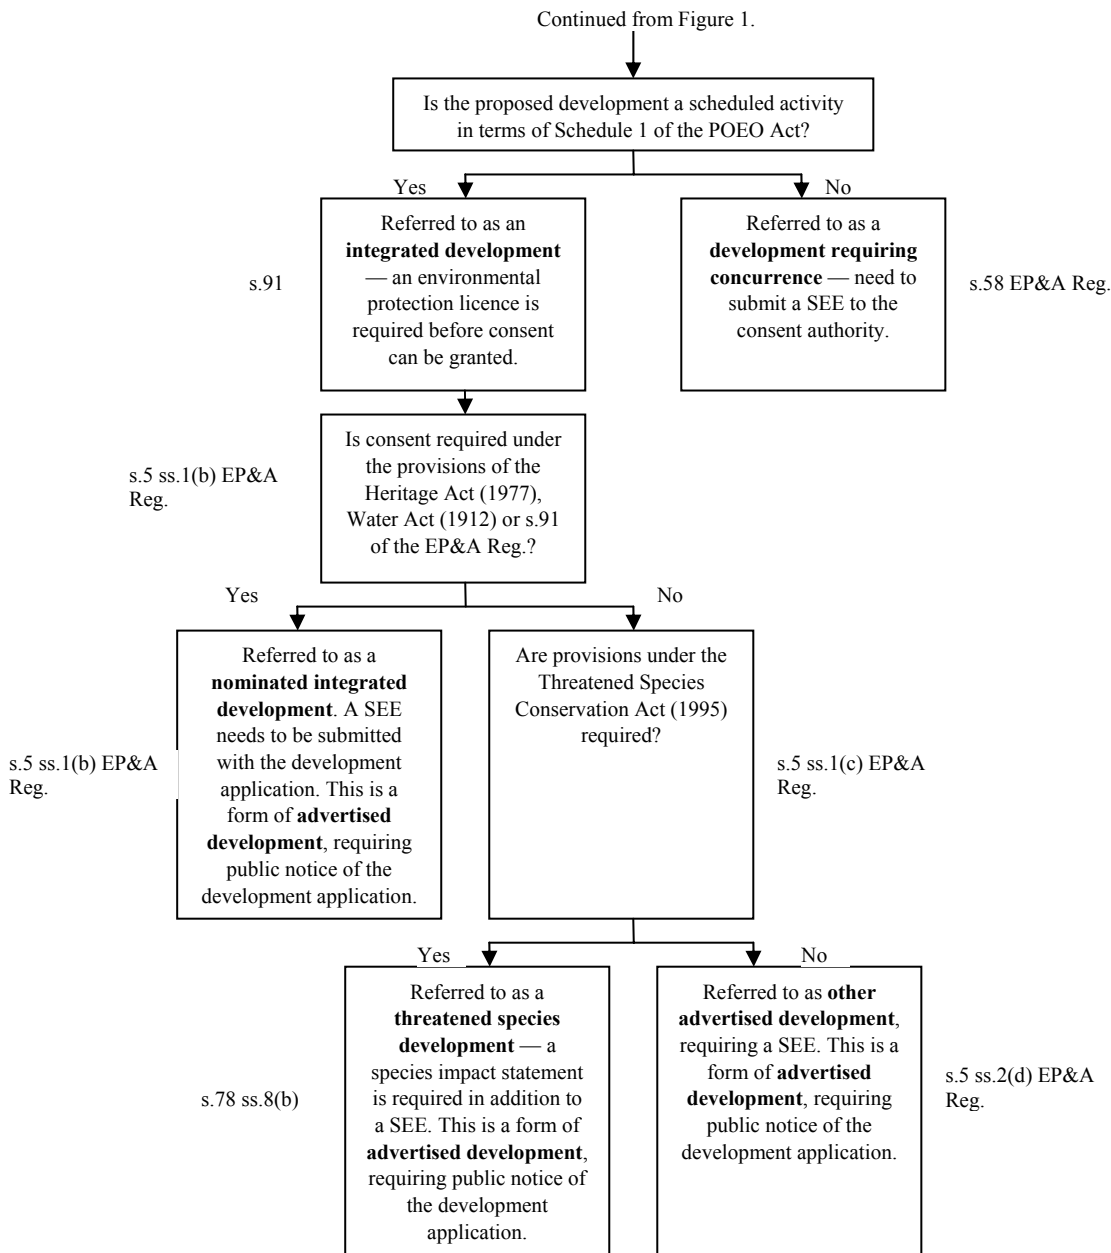 Continued from Figure 1.
Is the proposed development a scheduled activity
in terms of Schedule 1 of the POEO Act?
Yes
No
s.91
Referred to as an
integrated development
— an environmental
protection licence is
required before consent
can be granted.
Referred to as a
development requiring
concurrence — need to
submit a SEE to the
consent authority.
s.58 EP&A Reg.
s.5 ss.1(b) EP&A
Reg.
Is consent required under
the provisions of the
Heritage Act (1977),
Water Act (1912) or s.91
of the EP&A Reg.?
Yes
No
s.5 ss.1(b) EP&A
Reg.
Referred to as a
nominated integrated
development. A SEE
needs to be submitted
with the development
application. This is a
form of advertised
development, requiring
public notice of the
development application.
Are provisions under the
Threatened Species
Conservation Act (1995)
required?
s.5 ss.1(c) EP&A
Reg.
Yes
No
s.78 ss.8(b)
Referred to as a
threatened species
development — a
species impact statement
is required in addition to
a SEE. This is a form of
advertised development,
requiring public notice of
the development
application.
Referred to as other
advertised development,
requiring a SEE. This is a
form of advertised
development, requiring
public notice of the
development application.
s.5 ss.2(d) EP&A
Reg.